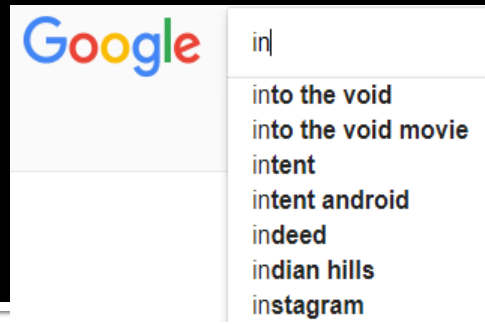 Google
in
into the void
into the void movie
intent
intent android
indeed
indian hills
instagram